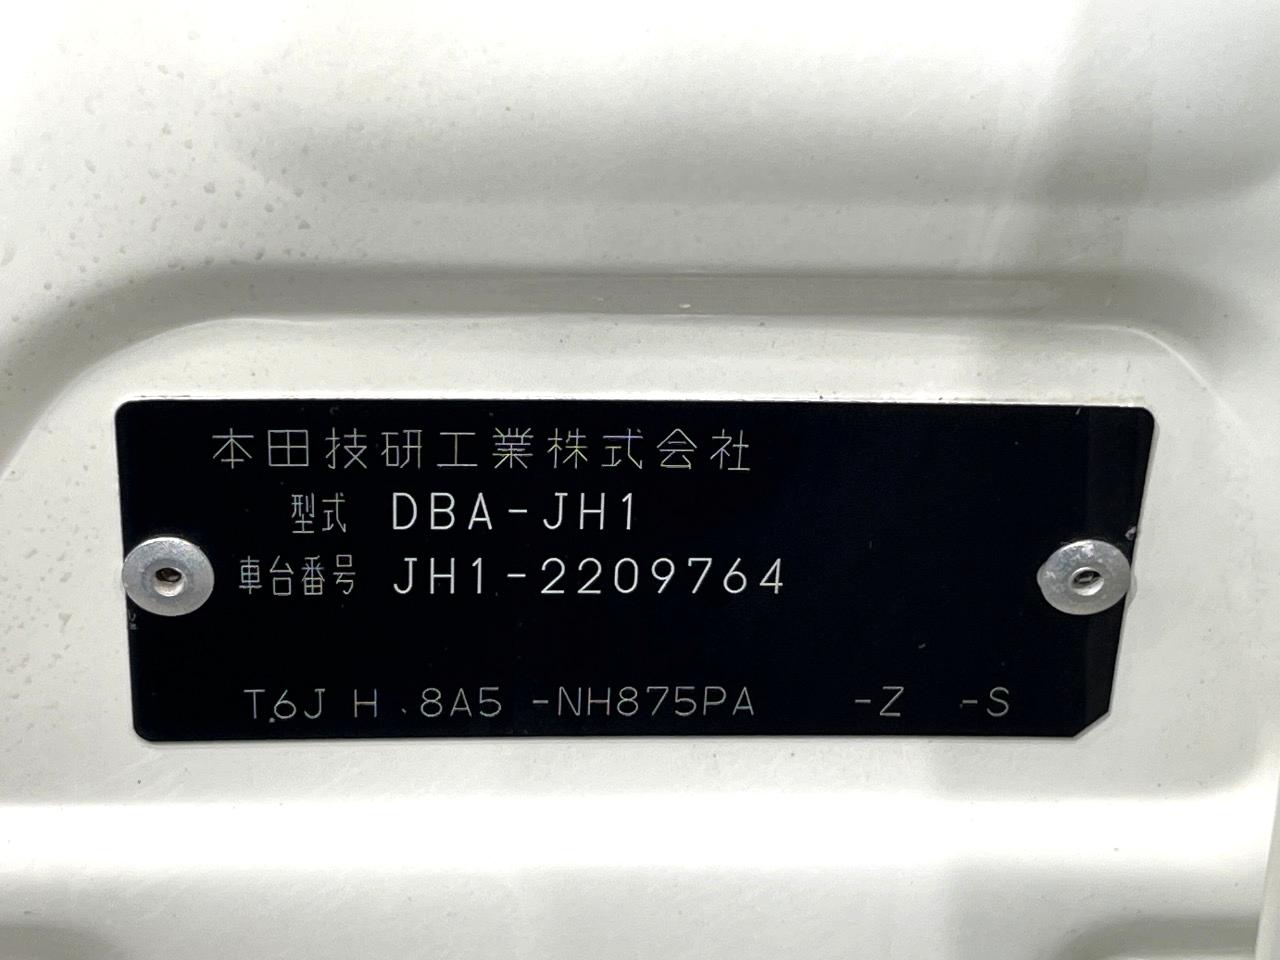 本田技研工業株式会社
型式 DBA-JH1
車台番号 JH1-2209764
T6J H 8A5 -NH875PA -Z -S